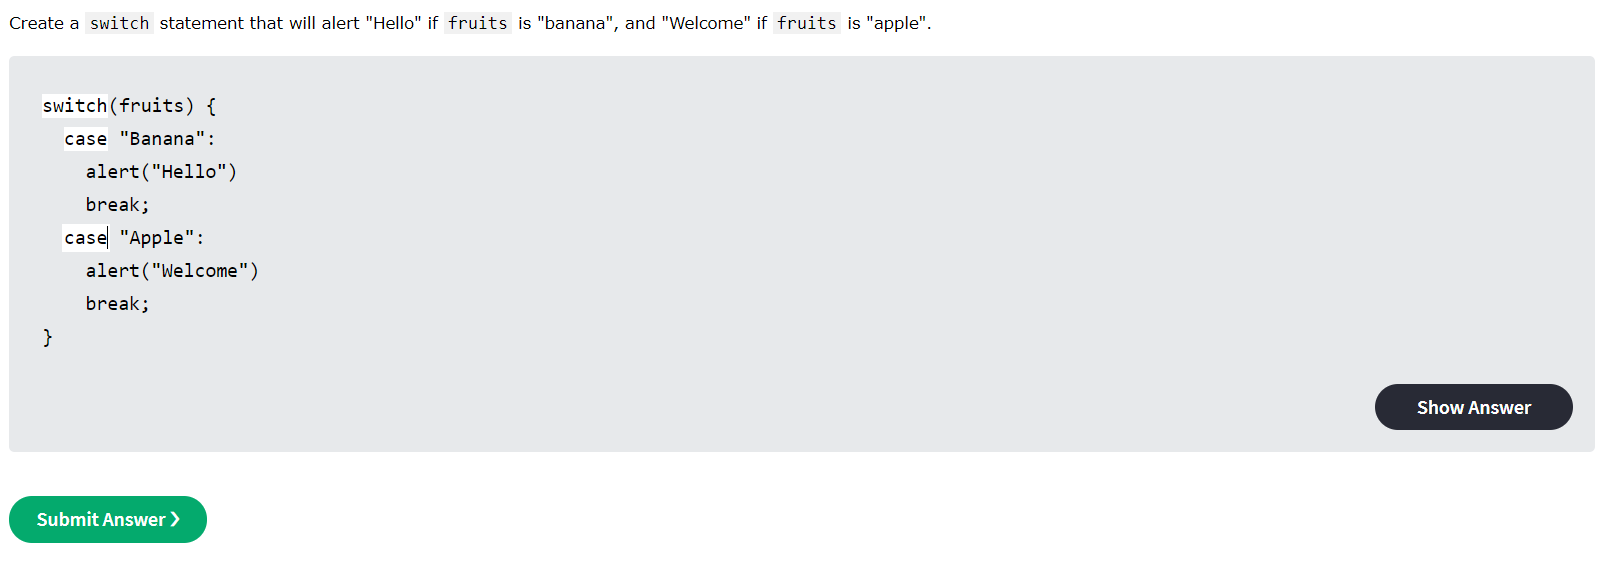 Create a switch statement that will alert "Hello" if fruits is "banana", and "Welcome" if fruits is "apple".
switch(fruits) {
case "Banana":
alert("Hello")
break;
case "Apple":
alert("Welcome")
break;
}
Show Answer
Submit Answer ❯